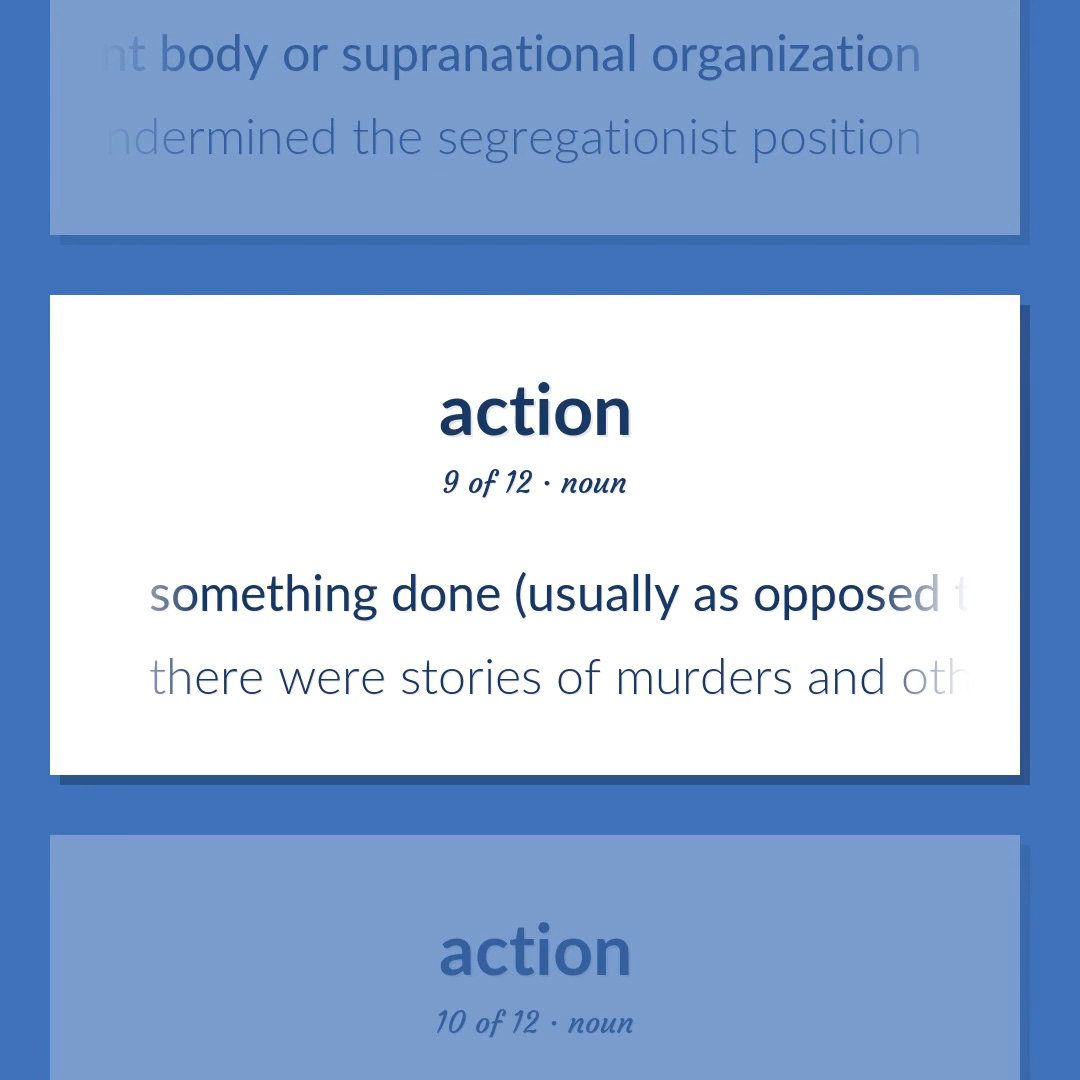 body or supranational organization
the segregationist position
action
9 of 12 · noun
something done (usually as opposed
there were stories of murders and
action
10 of 12 · noun